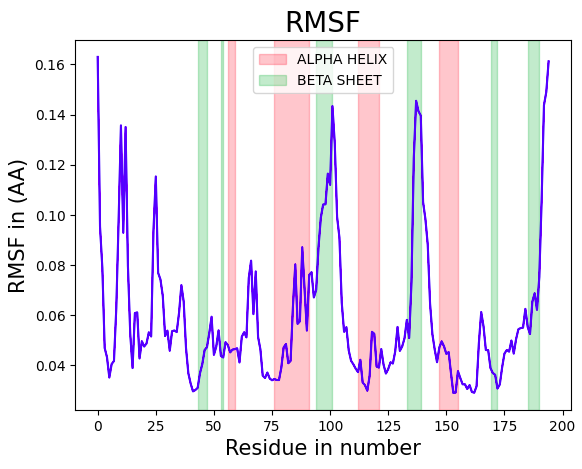 RMSF
ALPHA HELIX
BETA SHEET
RMSF in (AA)
0.16
0.14
0.12
0.10
0.08
0.06
0.04
0 25 50 75 100 125 150 175 200
Residue in number